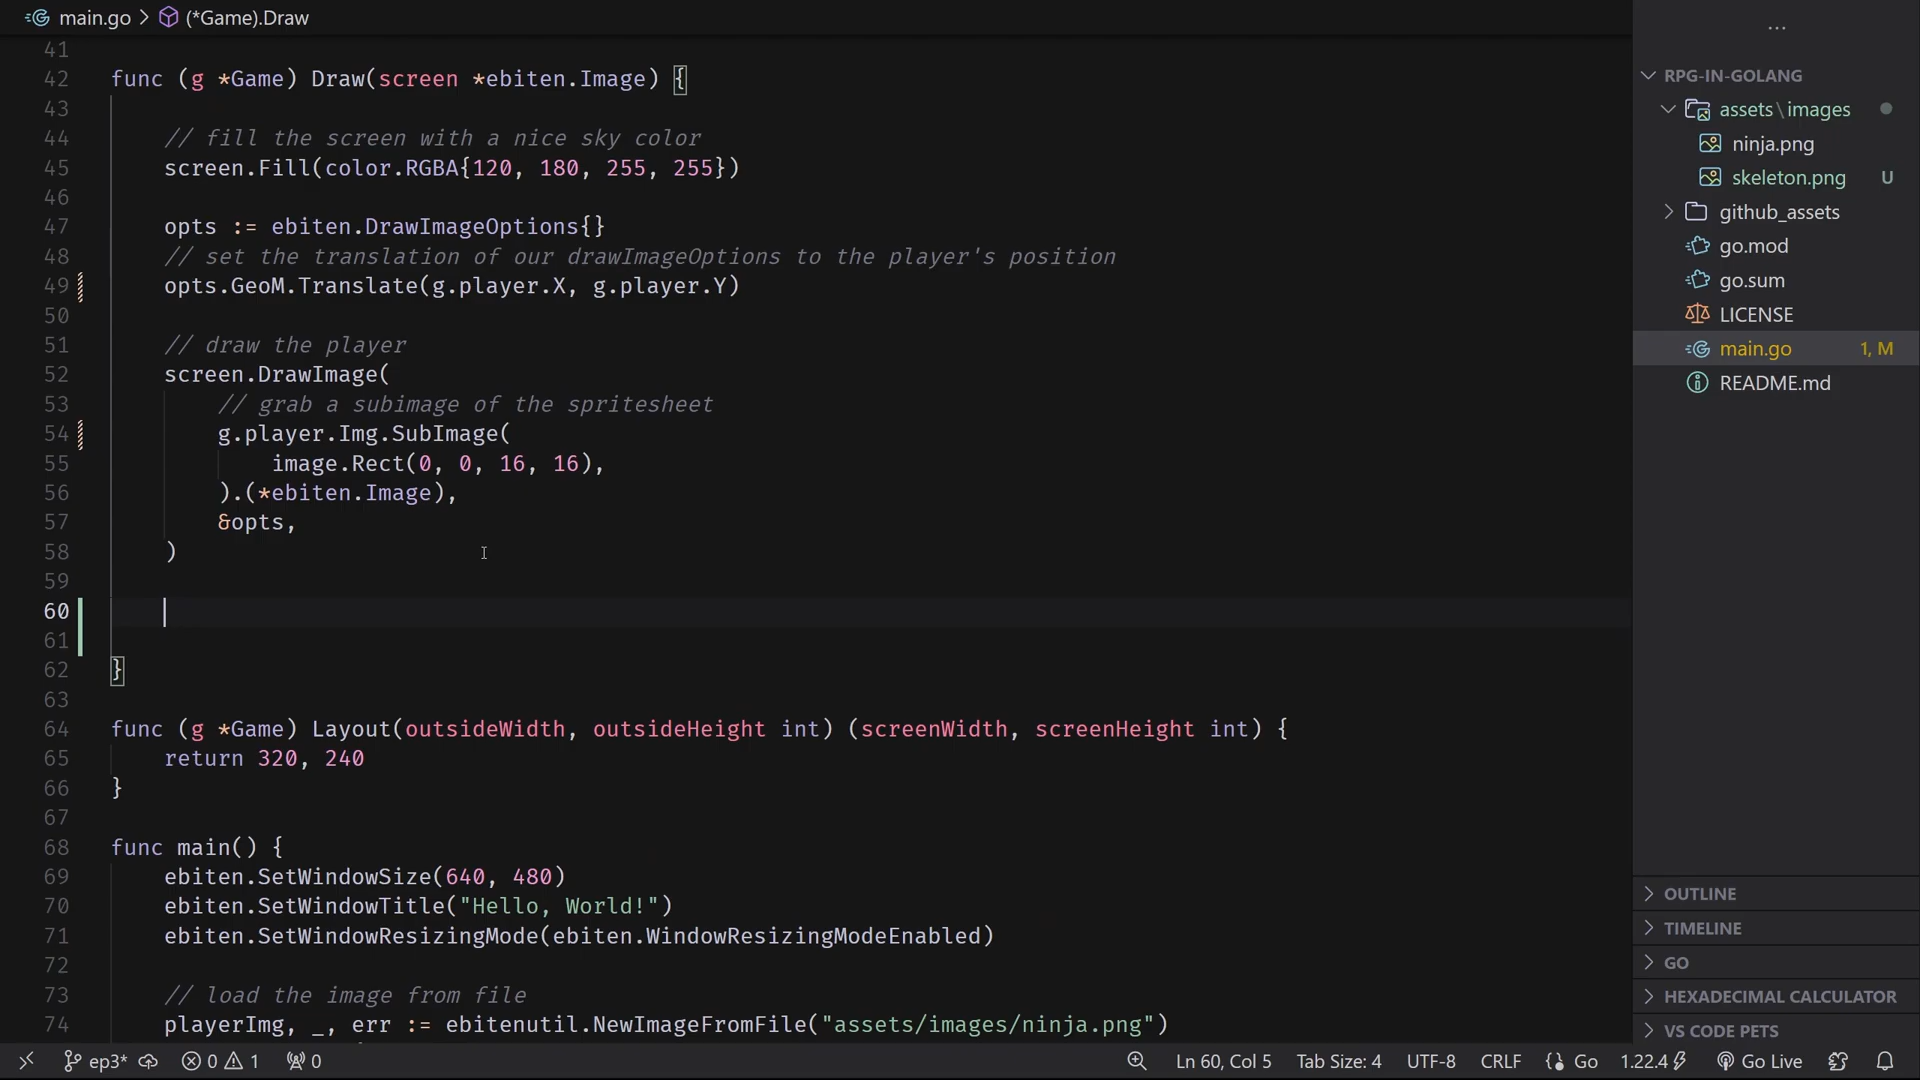 main.go > (*Game).Draw
...
41
42 func (g *Game) Draw(screen *ebiten.Image) {
43
44 // fill the screen with a nice sky color
45 screen.Fill(color.RGBA{120, 180, 255, 255})
46
47 opts := ebiten.DrawImageOptions{}
48 // set the translation of our drawImageOptions to the player's position
49 opts.GeoM.Translate(g.player.X, g.player.Y)
50
51 // draw the player
52 screen.DrawImage(
53 // grab a subimage of the spritesheet
54 g.player.Img.SubImage(
55 image.Rect(0, 0, 16, 16),
56 ).(*ebiten.Image),
57 &opts,
58 )
59
60
61
62 }
63
64 func (g *Game) Layout(outsideWidth, outsideHeight int) (screenWidth, screenHeight int) {
65 return 320, 240
66 }
67
68 func main() {
69 ebiten.SetWindowSize(640, 480)
70 ebiten.SetWindowTitle("Hello, World!")
71 ebiten.SetWindowResizingMode(ebiten.WindowResizingModeEnabled)
72
73 // load the image from file
74 playerImg, _, err := ebitenutil.NewImageFromFile("assets/images/ninja.png")
RPG-IN-GOLANG
assets\images
ninja.png
skeleton.png U
github_assets
go.mod
go.sum
LICENSE
main.go 1, M
README.md
OUTLINE
TIMELINE
GO
HEXADECIMAL CALCULATOR
VS CODE PETS
ep3* 0 1 0 Ln 60, Col 5 Tab Size: 4 UTF-8 CRLF Go 1.22.4 Go Live